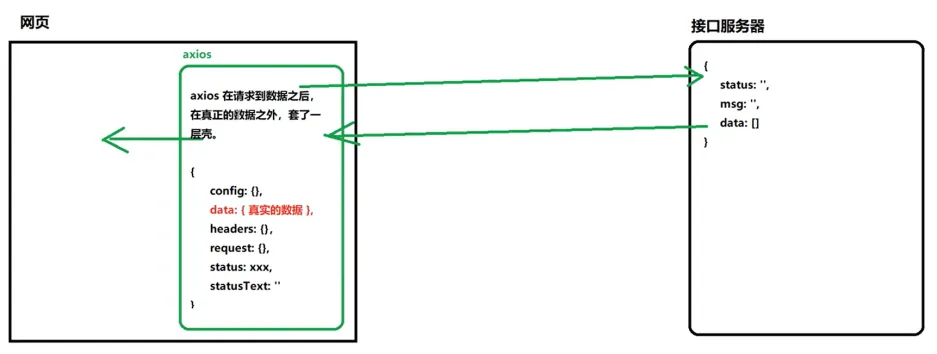 网页
接口服务器
axios
axios 在请求到数据之后，
在真正的数据之外，套了一
层壳。
{
config: {},
data: { 真实的数据 },
headers: {},
request: {},
status: xxx,
statusText: ''
}
{
status: '',
msg: '',
data: []
}